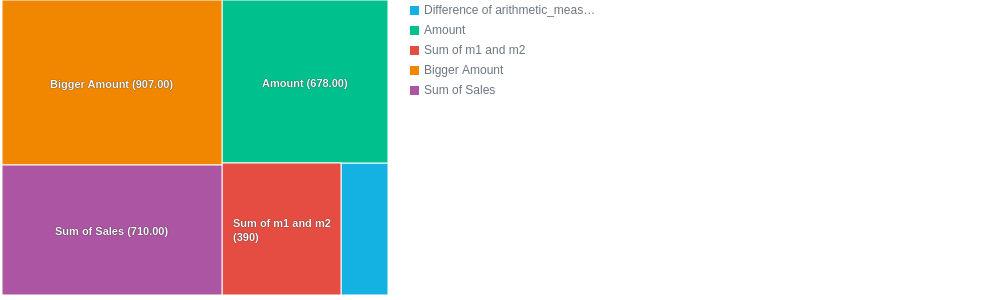 Bigger Amount (907.00)
Amount (678.00)
Sum of Sales (710.00)
Sum of m1 and m2
(390)
Difference of arithmetic_meas…
Amount
Sum of m1 and m2
Bigger Amount
Sum of Sales